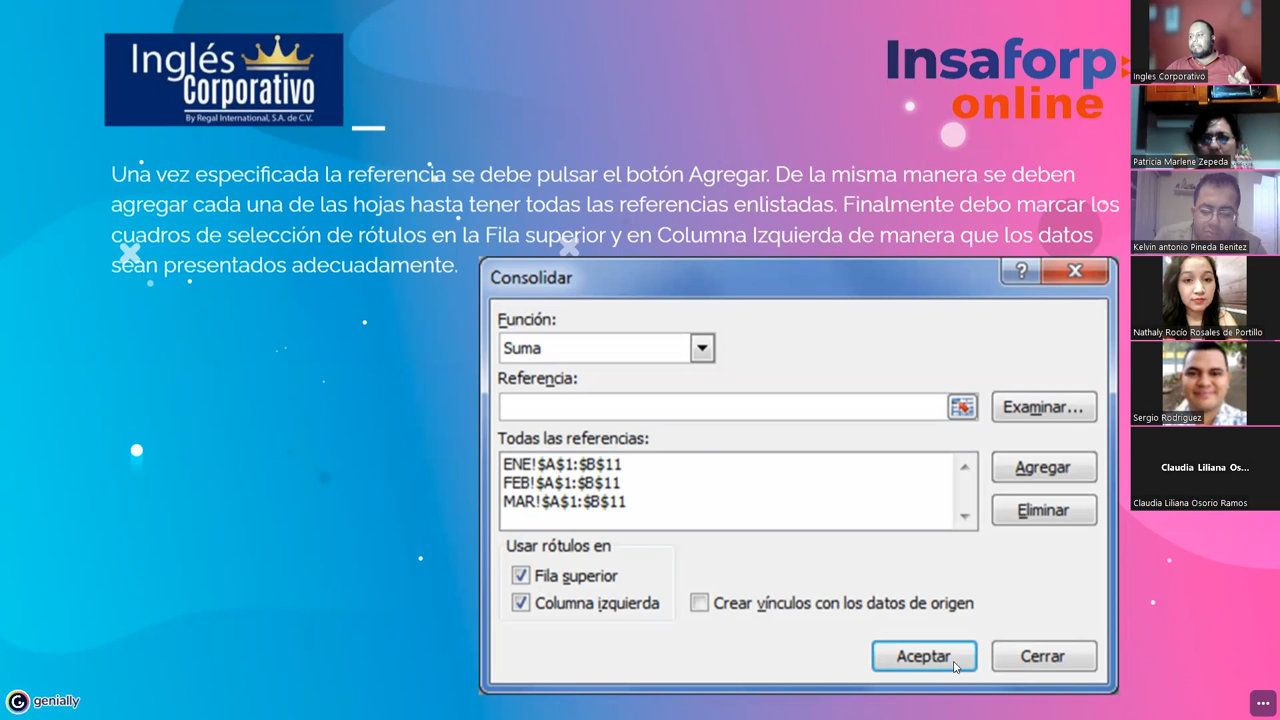 Inglés
Corporativo
By Regal International, S.A. de C.V.
Insaforp
online
Una vez especificada la referencia se debe pulsar el botón Agregar. De la misma manera se deben
agregar cada una de las hojas hasta tener todas las referencias enlistadas. Finalmente debo marcar los
cuadros de selección de rótulos en la Fila superior y en Columna Izquierda de manera que los datos
sean presentados adecuadamente.
Consolidar
?
Función:
Suma
Referencia:
Examinar...
Todas las referencias:
ENE!$A$1:$B$11
FEB!$A$1:$B$11
MAR!$A$1:$B$11
Agregar
Eliminar
Usar rótulos en
Fila superior
Columna izquierda
Crear vínculos con los datos de origen
Aceptar
Cerrar
genially
Ingles Corporativo
Patricia Marlene Zepeda
Kelvin antonio Pineda Benitez
Nathaly Rocío Rosales de Portillo
Sergio Rodriguez
Claudia Liliana Os...
Claudia Liliana Osorio Ramos